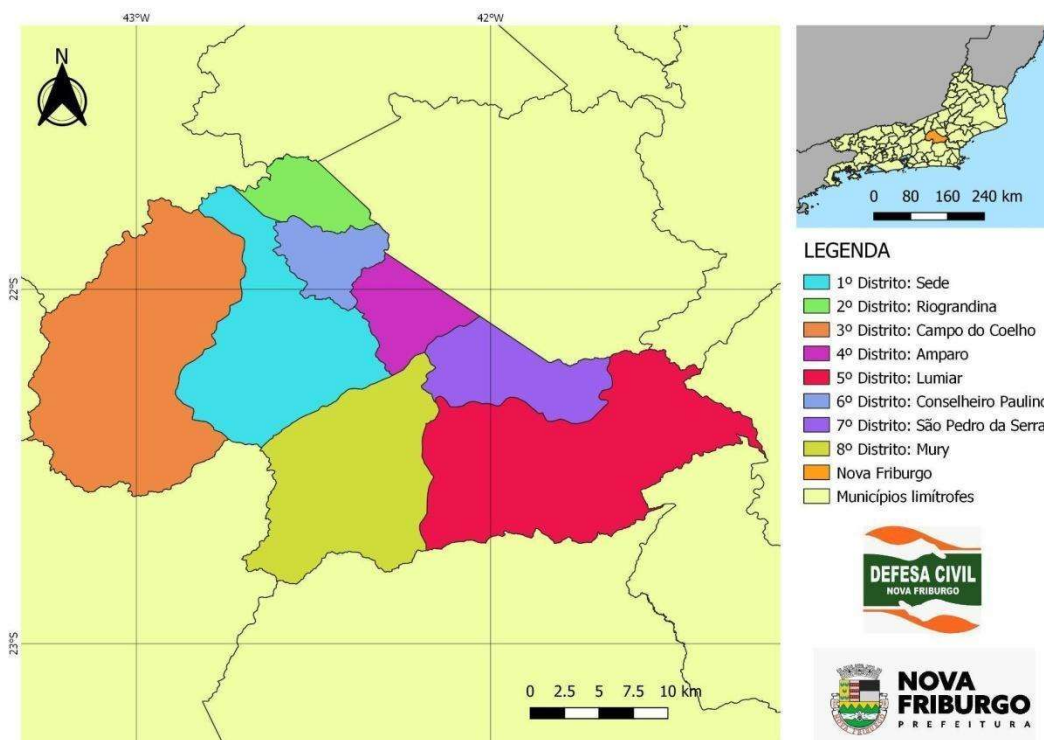 43°W
42°W
N
22°S
23°S
0 2.5 5 7.5 10 km
0 80 160 240 km
LEGENDA
1º Distrito: Sede
2º Distrito: Riograndina
3º Distrito: Campo do Coelho
4º Distrito: Amparo
5º Distrito: Lumiar
6º Distrito: Conselheiro Paulino
7º Distrito: São Pedro da Serra
8º Distrito: Mury
Nova Friburgo
Municípios limítrofes
DEFESA CIVIL
NOVA FRIBURGO
NOVA
FRIBURGO
PREFEITURA